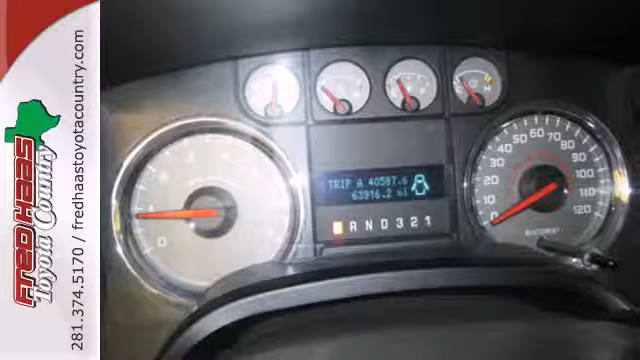 FRED HAAS
Toyota Country
281.374.5170 / fredhaastoyotacountry.com
TRIP A 40587.6
63916.2 mi
R N D 3 2 1
0
0 10 20 30 40 50 60 70 80 90 100 120
H